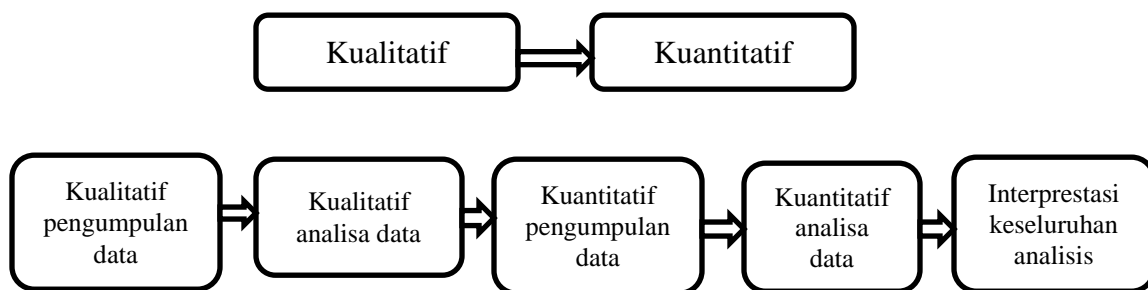 Kualitatif
Kuantitatif
Kualitatif
pengumpulan
data
Kualitatif
analisa data
Kuantitatif
pengumpulan
data
Kuantitatif
analisa
data
Interprestasi
keseluruhan
analisis